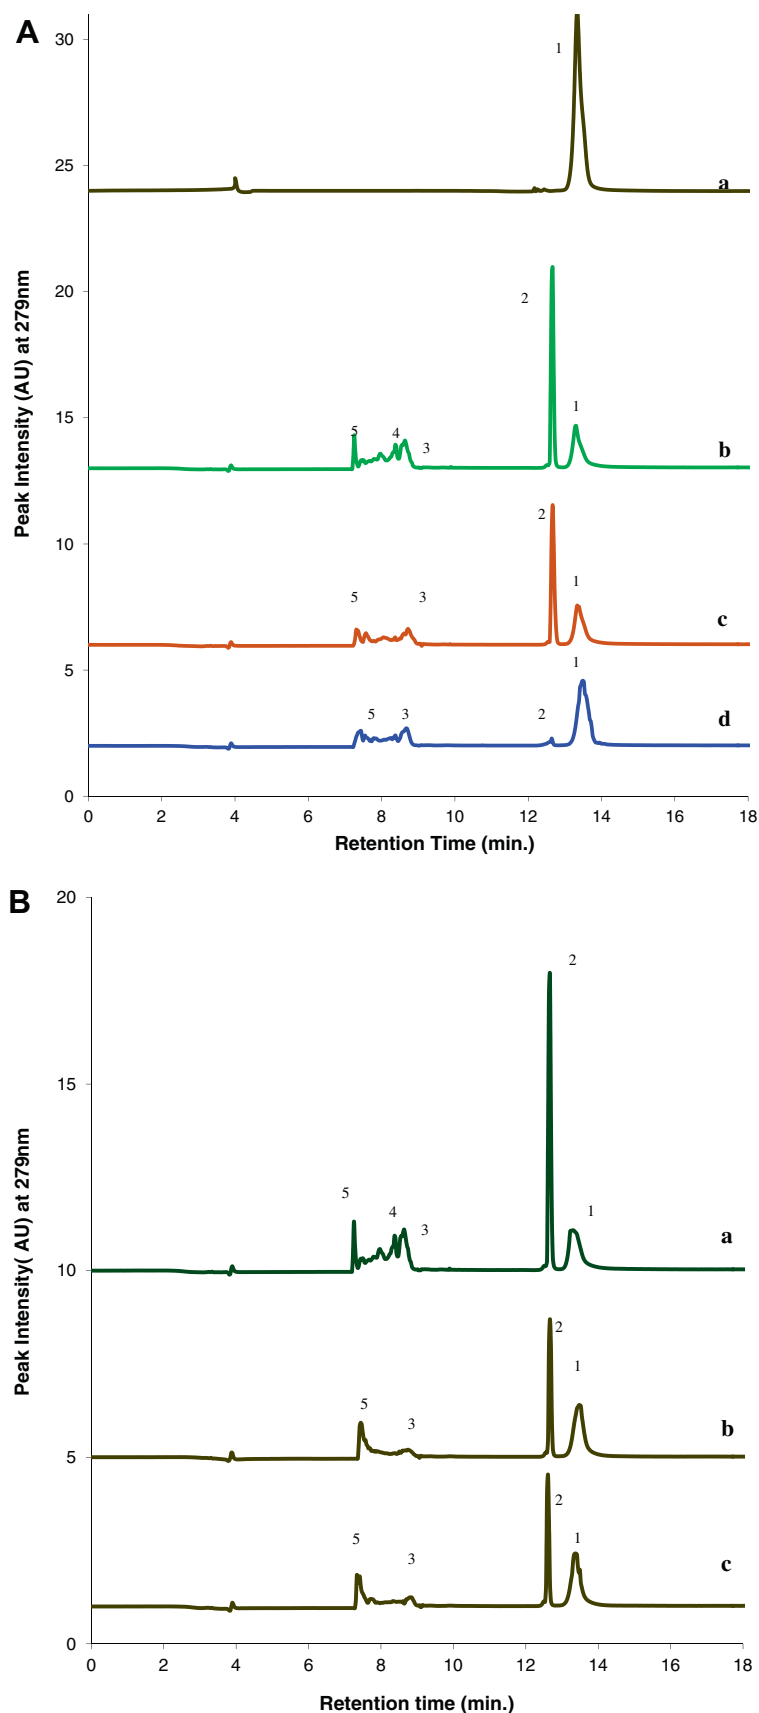 A
30
1
25
a
20
2
Peak Intensity (AU) at 279nm
15
1
5
4
3
b
10
2
1
5
3
c
5
1
5
3
2
d
0
0 2 4 6 8 10 12 14 16 18
Retention Time (min.)
B
20
2
15
5
4
3
1
a
10
Peak Intensity( AU) at 279nm
2
1
5
3
b
5
2
5
3
1
c
0
0 2 4 6 8 10 12 14 16 18
Retention time (min.)